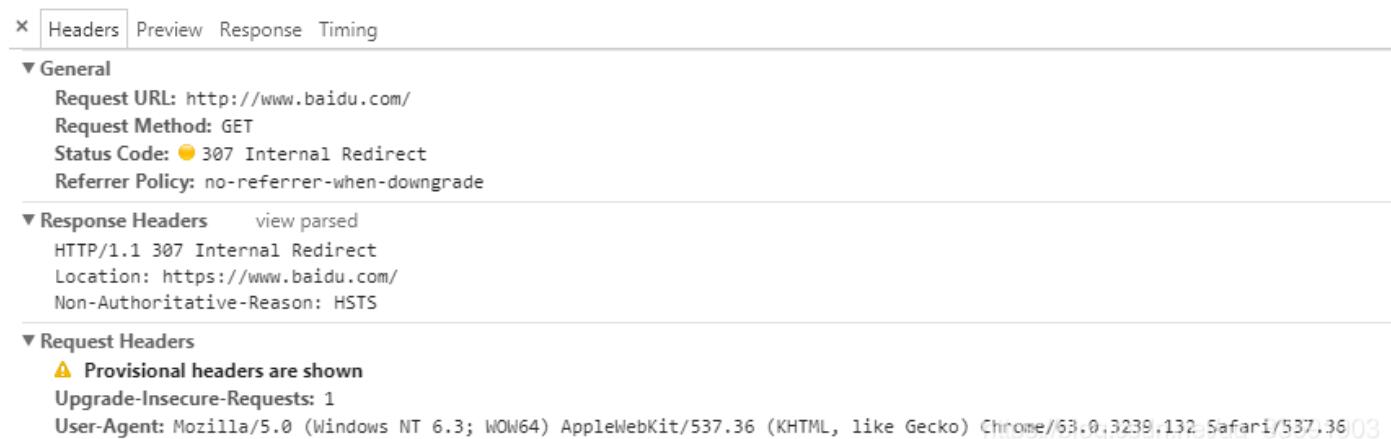 × Headers Preview Response Timing
▼ General
Request URL: http://www.baidu.com/
Request Method: GET
Status Code: 307 Internal Redirect
Referrer Policy: no-referrer-when-downgrade
▼ Response Headers view parsed
HTTP/1.1 307 Internal Redirect
Location: https://www.baidu.com/
Non-Authoritative-Reason: HSTS
▼ Request Headers
Provisional headers are shown
Upgrade-Insecure-Requests: 1
User-Agent: Mozilla/5.0 (Windows NT 6.3; WOW64) AppleWebKit/537.36 (KHTML, like Gecko) Chrome/63.0.3239.132 Safari/537.36